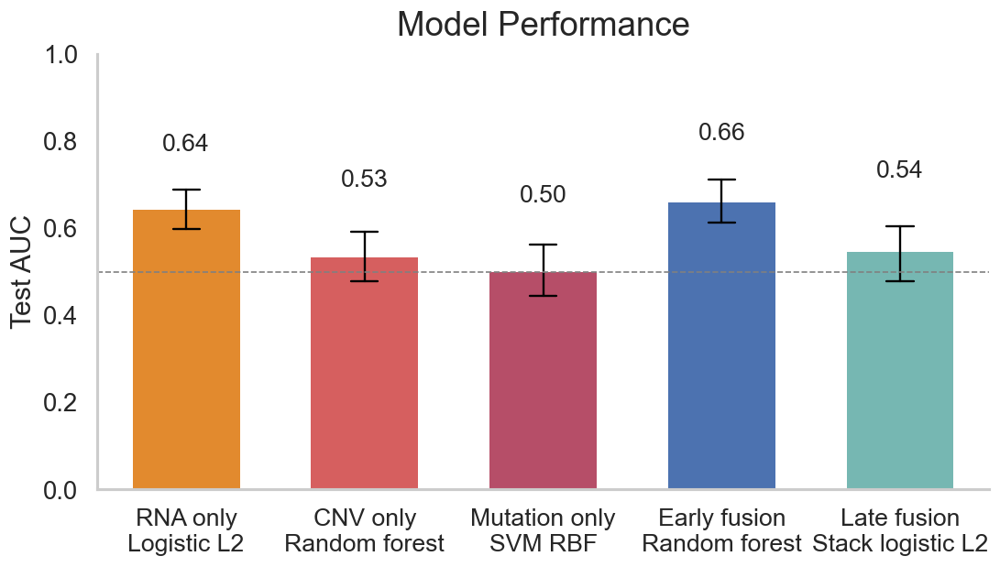 Model Performance
Test AUC
1.0
0.8
0.6
0.4
0.2
0.0
0.64
0.53
0.50
0.66
0.54
RNA only
Logistic L2
CNV only
Random forest
Mutation only
SVM RBF
Early fusion
Random forest
Late fusion
Stack logistic L2